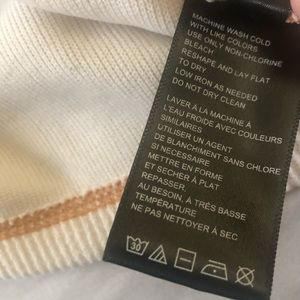 MACHINE WASH COLD
WITH LIKE COLORS
USE ONLY NON-CHLORINE
BLEACH
RESHAPE AND LAY FLAT
TO DRY
LOW IRON AS NEEDED
DO NOT DRY CLEAN
LAVER À LA MACHINE À
L'EAU FROIDE AVEC COULEURS
SIMILAIRES
UTILISER UN AGENT
DE BLANCHIMENT SANS CHLORE
SI NECESSAIRE
METTRE EN FORME
ET SECHER À PLAT
REPASSER,
AU BESOIN, À TRÈS BASSE
TEMPÉRATURE
NE PAS NETTOYER À SEC
30